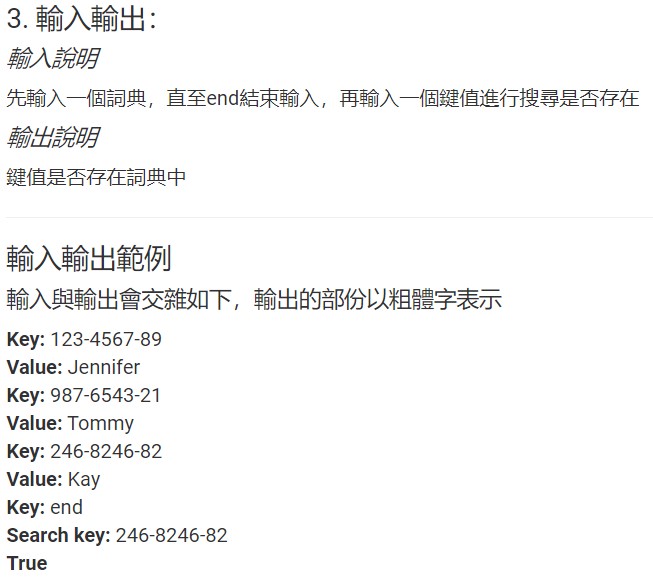 3. 輸入輸出：
輸入說明
先輸入一個詞典，直至end結束輸入，再輸入一個鍵值進行搜尋是否存在
輸出說明
鍵值是否存在詞典中
輸入輸出範例
輸入與輸出會交雜如下，輸出的部份以粗體字表示
Key: 123-4567-89
Value: Jennifer
Key: 987-6543-21
Value: Tommy
Key: 246-8246-82
Value: Kay
Key: end
Search key: 246-8246-82
True